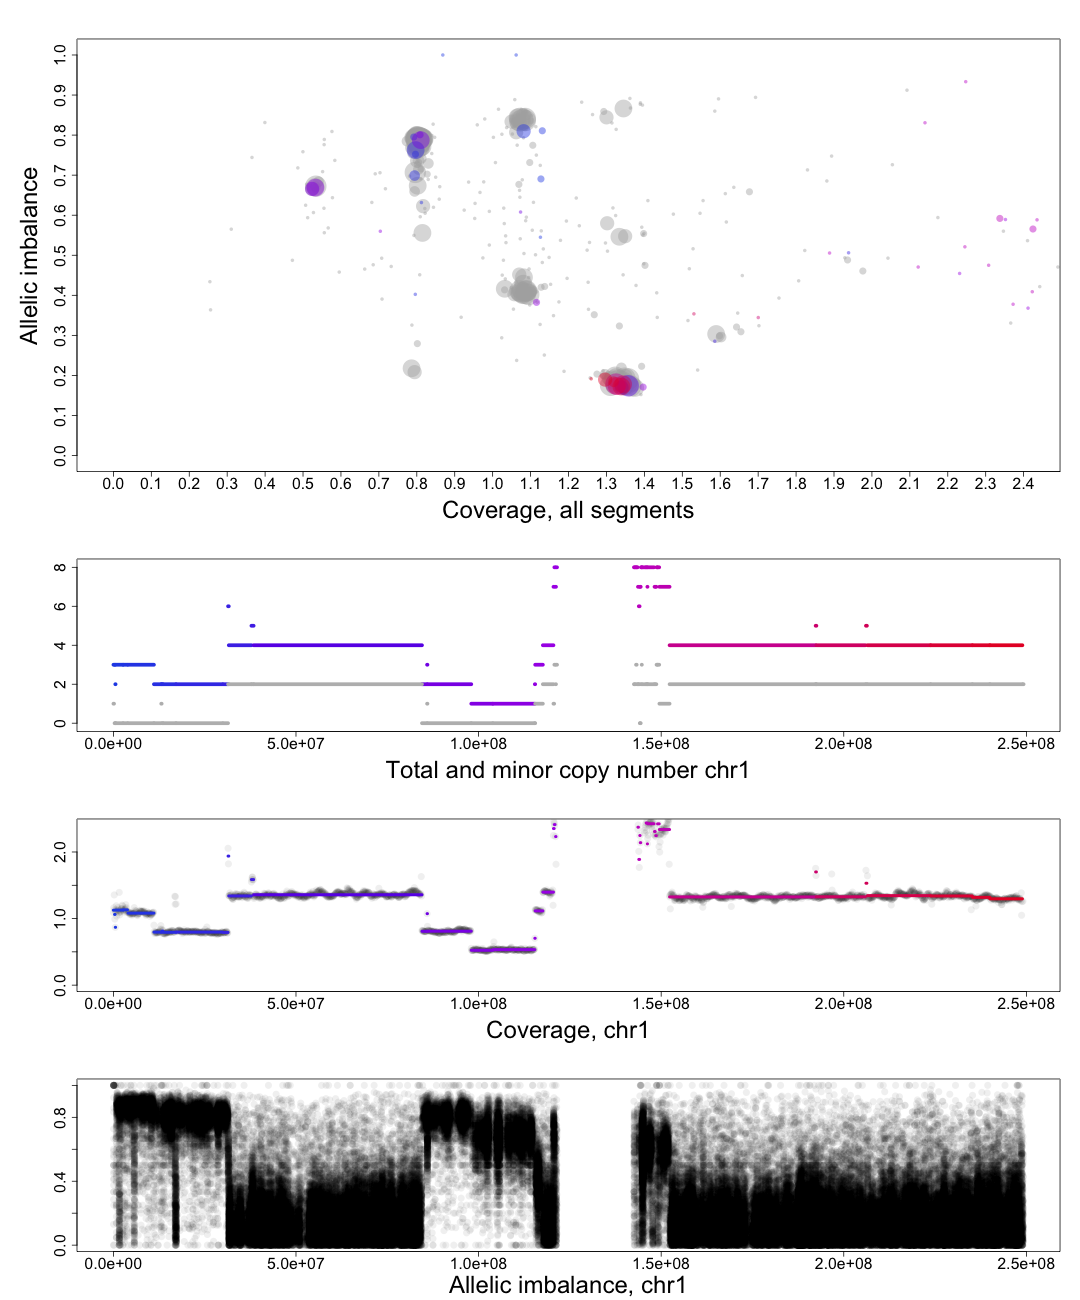 1.0
0.9
0.8
0.7
0.6
0.5
0.4
0.3
0.2
0.1
0.0
Allelic imbalance
0.0 0.1 0.2 0.3 0.4 0.5 0.6 0.7 0.8 0.9 1.0 1.1 1.2 1.3 1.4 1.5 1.6 1.7 1.8 1.9 2.0 2.1 2.2 2.3 2.4
Coverage, all segments
8
6
4
2
0
0.0e+00 5.0e+07 1.0e+08 1.5e+08 2.0e+08 2.5e+08
Total and minor copy number chr1
2.0
1.0
0.0
0.0e+00 5.0e+07 1.0e+08 1.5e+08 2.0e+08 2.5e+08
Coverage, chr1
0.8
0.4
0.0
0.0e+00 5.0e+07 1.0e+08 1.5e+08 2.0e+08 2.5e+08
Allelic imbalance, chr1